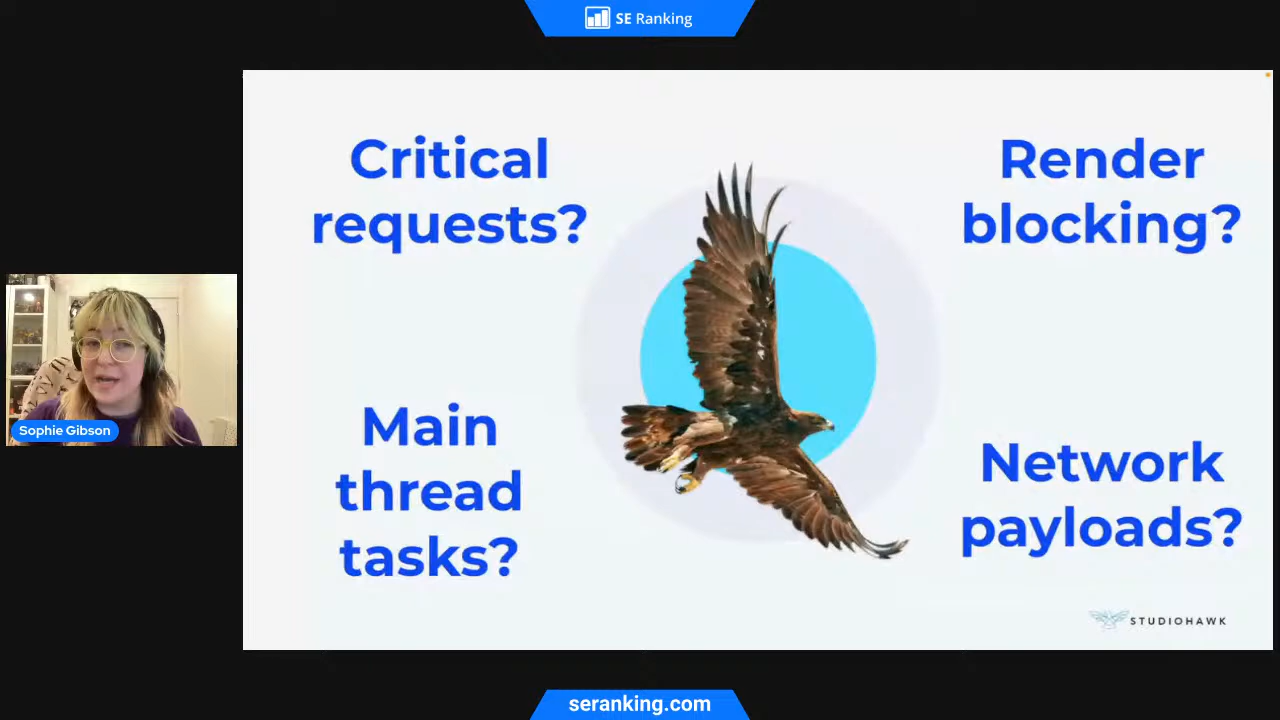 SE Ranking
Critical
requests?
Render
blocking?
Sophie Gibson
Main
thread
tasks?
Network
payloads?
STUDIOHAWK
seranking.com